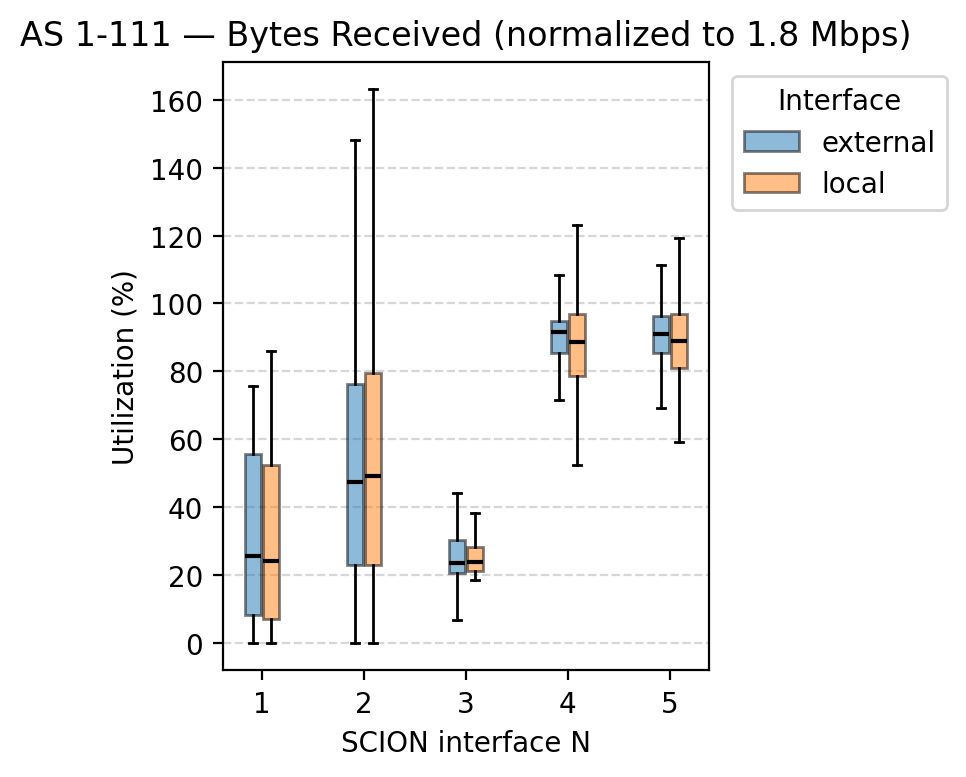 AS 1-111 — Bytes Received (normalized to 1.8 Mbps)
Interface
external
local
Utilization (%)
160
140
120
100
80
60
40
20
0
1 2 3 4 5
SCION interface N